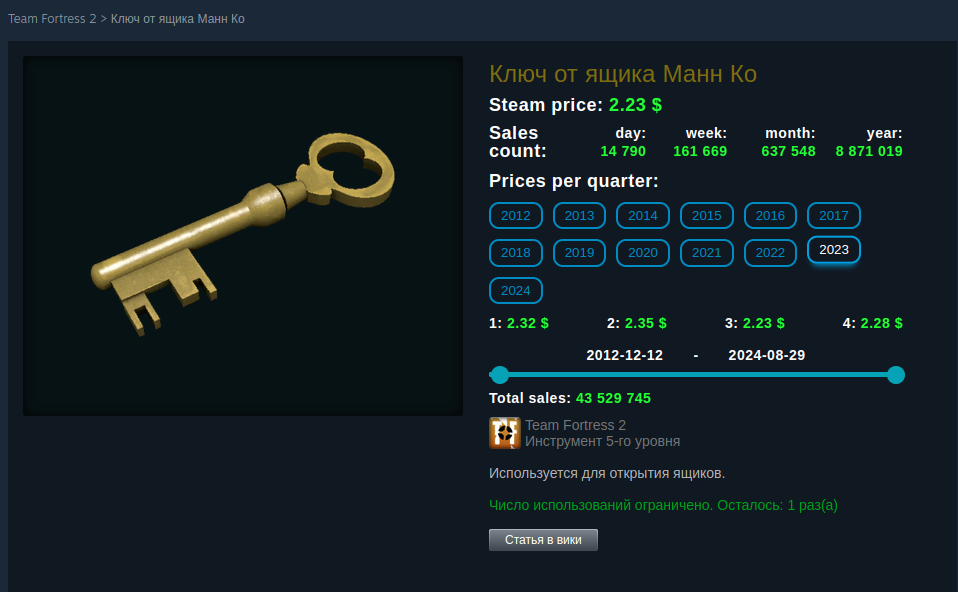 Team Fortress 2 > Ключ от ящика Манн Ко
Ключ от ящика Манн Ко
Steam price: 2.23 $
Sales count: day: week: month: year:
14 790 161 669 637 548 8 871 019
Prices per quarter:
2012 2013 2014 2015 2016 2017
2018 2019 2020 2021 2022 2023
2024
1: 2.32 $ 2: 2.35 $ 3: 2.23 $ 4: 2.28 $
2012-12-12 - 2024-08-29
Total sales: 43 529 745
Team Fortress 2
Инструмент 5-го уровня
Используется для открытия ящиков.
Число использований ограничено. Осталось: 1 раз(а)
Статья в вики